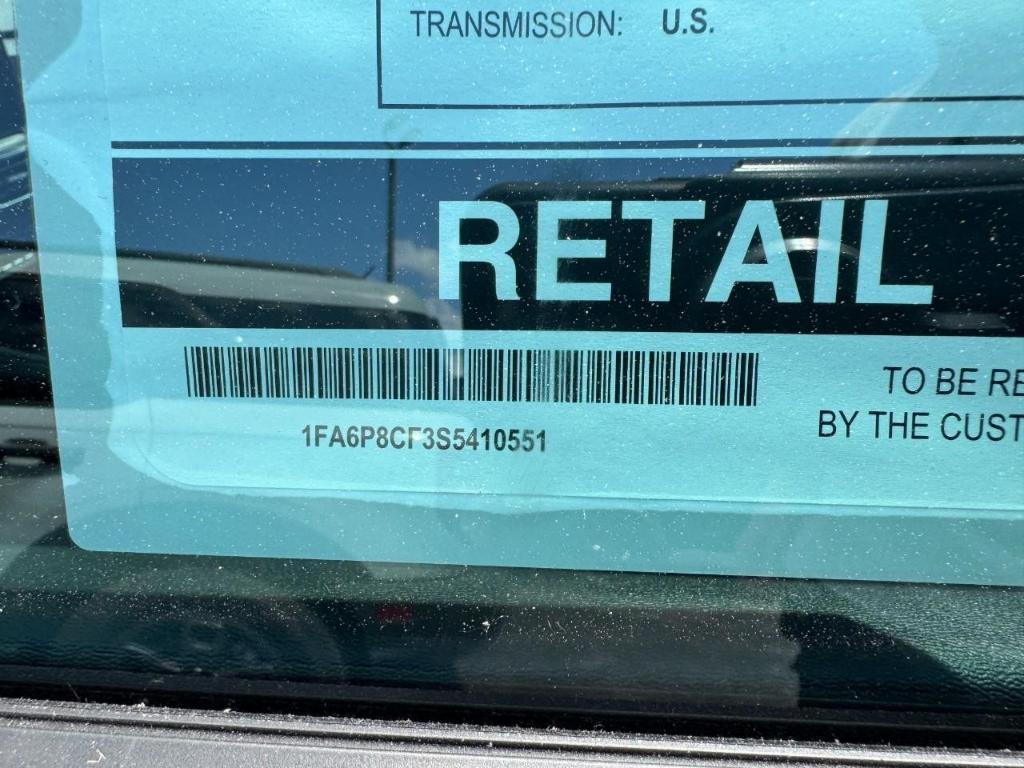 TRANSMISSION: U.S.
RETAIL
TO BE RE
1FA6P8CF3S5410551
BY THE CUST